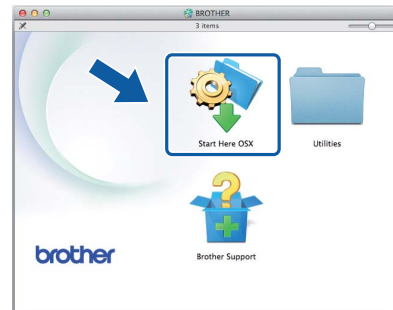 BROTHER
3 items
Start Here OSX
Utilities
Brother Support
brother